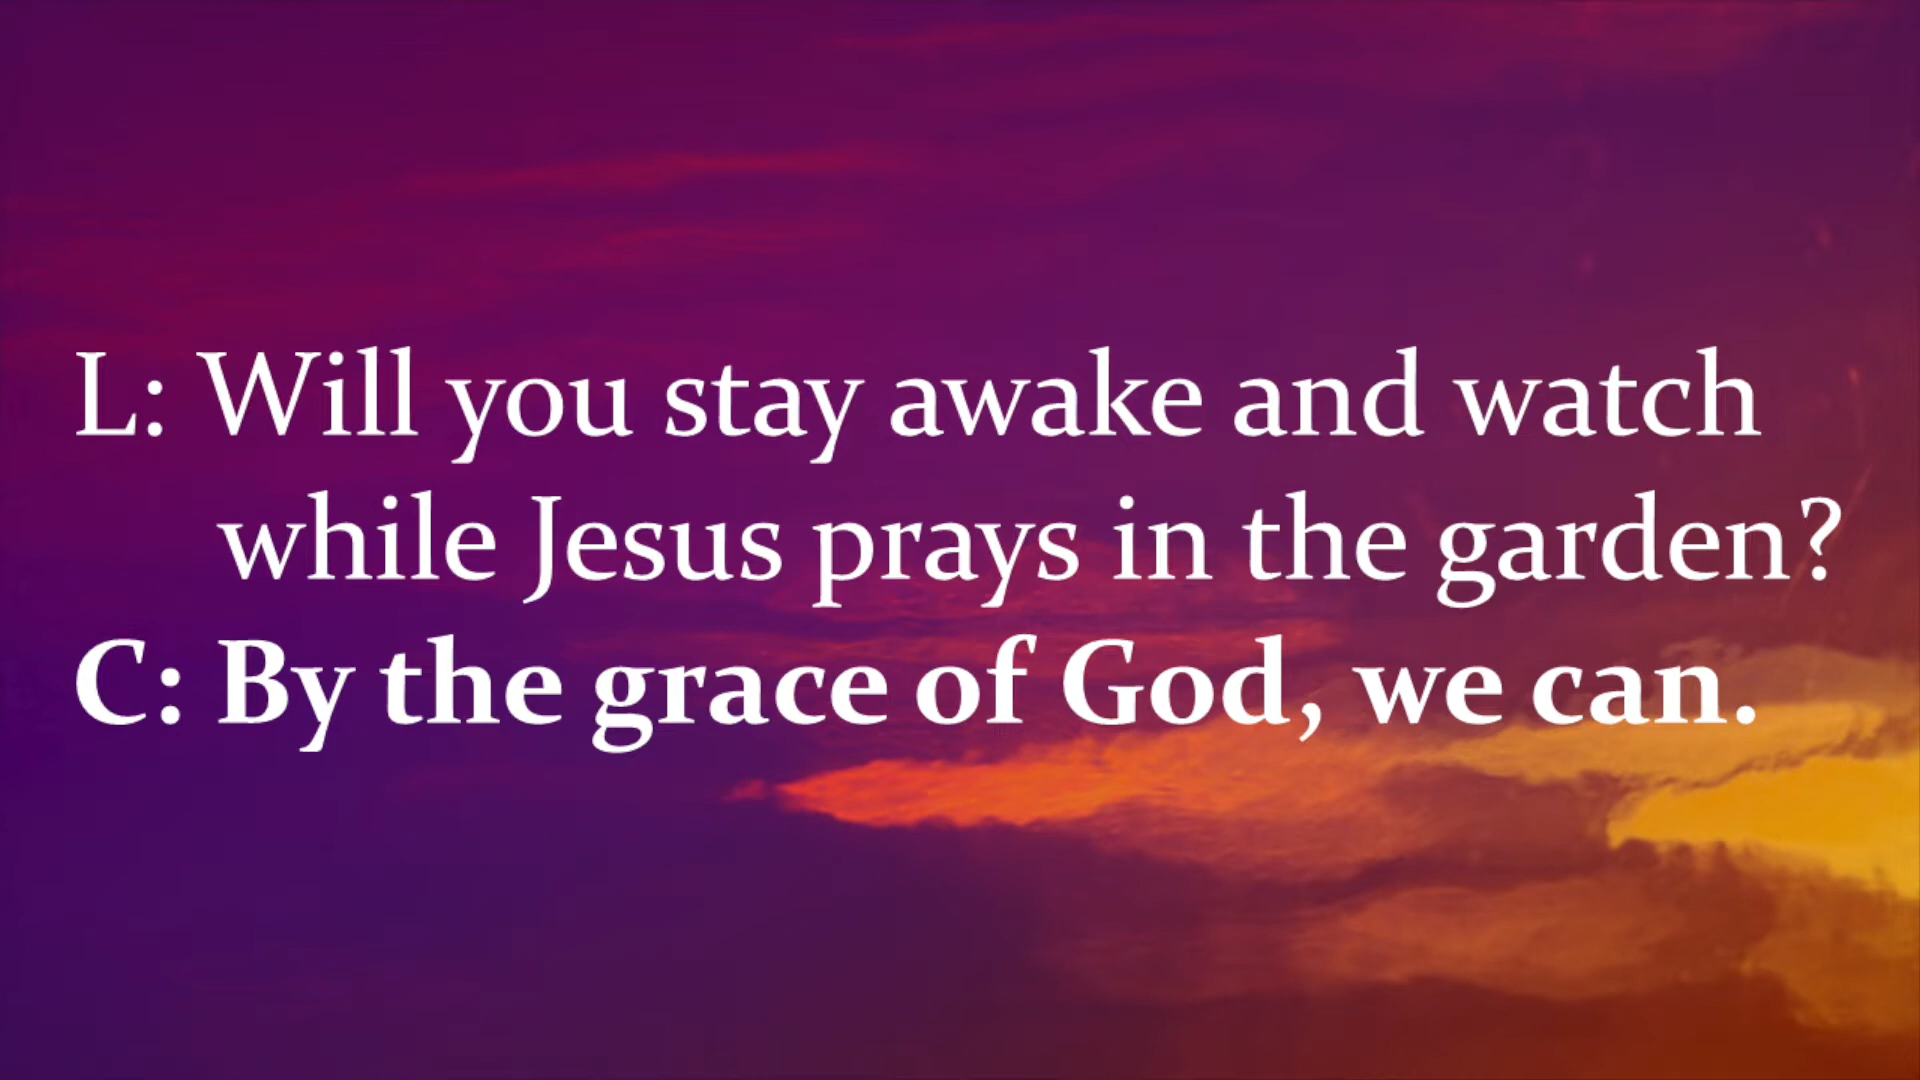 L: Will you stay awake and watch
while Jesus prays in the garden?
C: By the grace of God, we can.